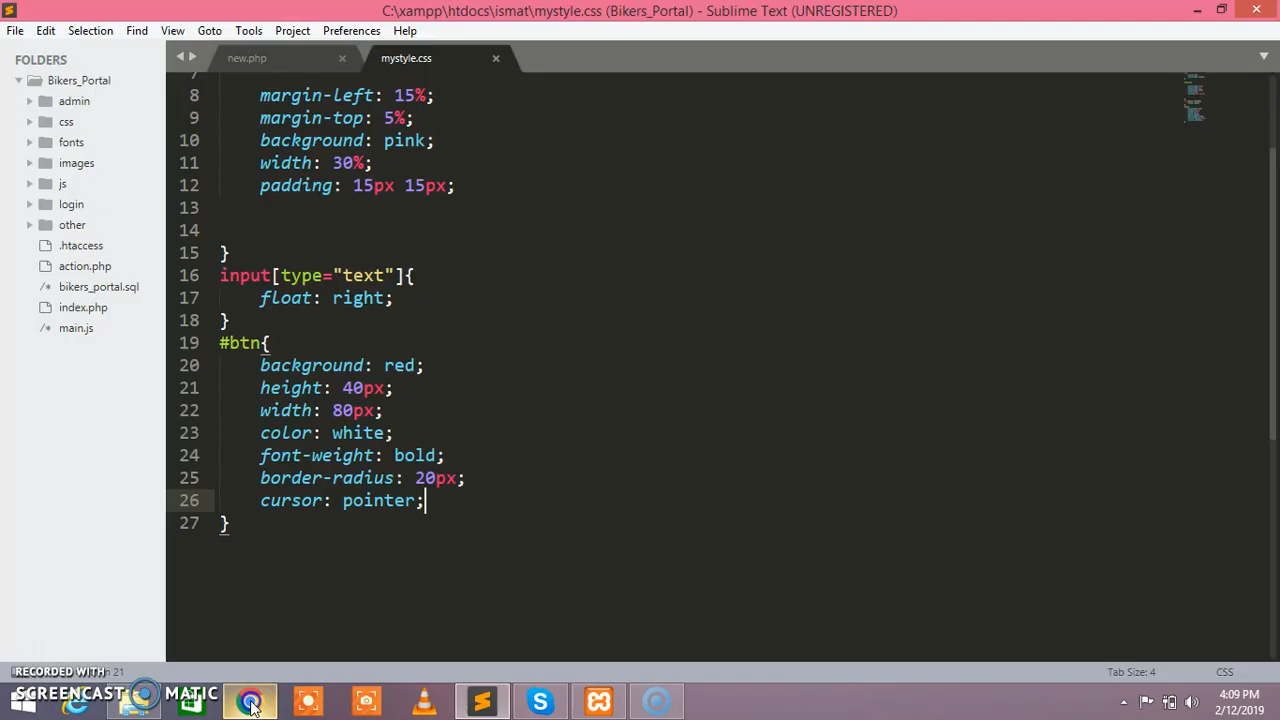 C:\xampp\htdocs\ismat\mystyle.css (Bikers_Portal) - Sublime Text (UNREGISTERED)
File Edit Selection Find View Goto Tools Project Preferences Help
FOLDERS
Bikers_Portal
admin
css
fonts
images
js
login
other
.htaccess
action.php
bikers_portal.sql
index.php
main.js
new.php
mystyle.css
8 margin-left: 15%;
9 margin-top: 5%;
10 background: pink;
11 width: 30%;
12 padding: 15px 15px;
13
14
15 }
16 input[type="text"]{
17 float: right;
18 }
19 #btn{
20 background: red;
21 height: 40px;
22 width: 80px;
23 color: white;
24 font-weight: bold;
25 border-radius: 20px;
26 cursor: pointer;
27 }
Tab Size: 4 CSS
RECORDED WITH
SCREENCAST MATIC
4:09 PM
2/12/2019